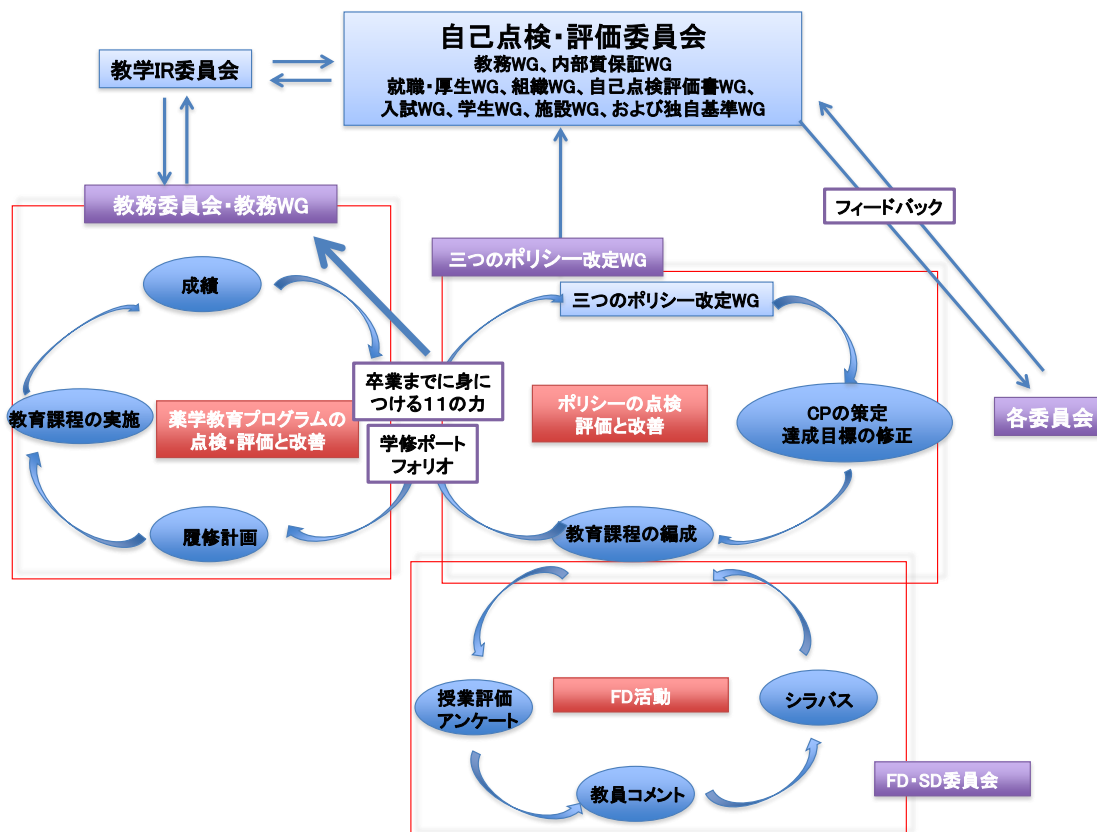 自己点検・評価委員会
教務WG、内部質保証WG
就職・厚生WG、組織WG、自己点検評価書WG、
入試WG、学生WG、施設WG、および独自基準WG
教学IR委員会
教務委員会・教務WG
フィードバック
三つのポリシー改定WG
成績
三つのポリシー改定WG
卒業までに身に
つける11の力
教育課程の実施
薬学教育プログラムの
点検・評価と改善
ポリシーの点検
評価と改善
CPの策定
達成目標の修正
各委員会
学修ポート
フォリオ
履修計画
教育課程の編成
授業評価
アンケート
FD活動
シラバス
教員コメント
FD・SD委員会